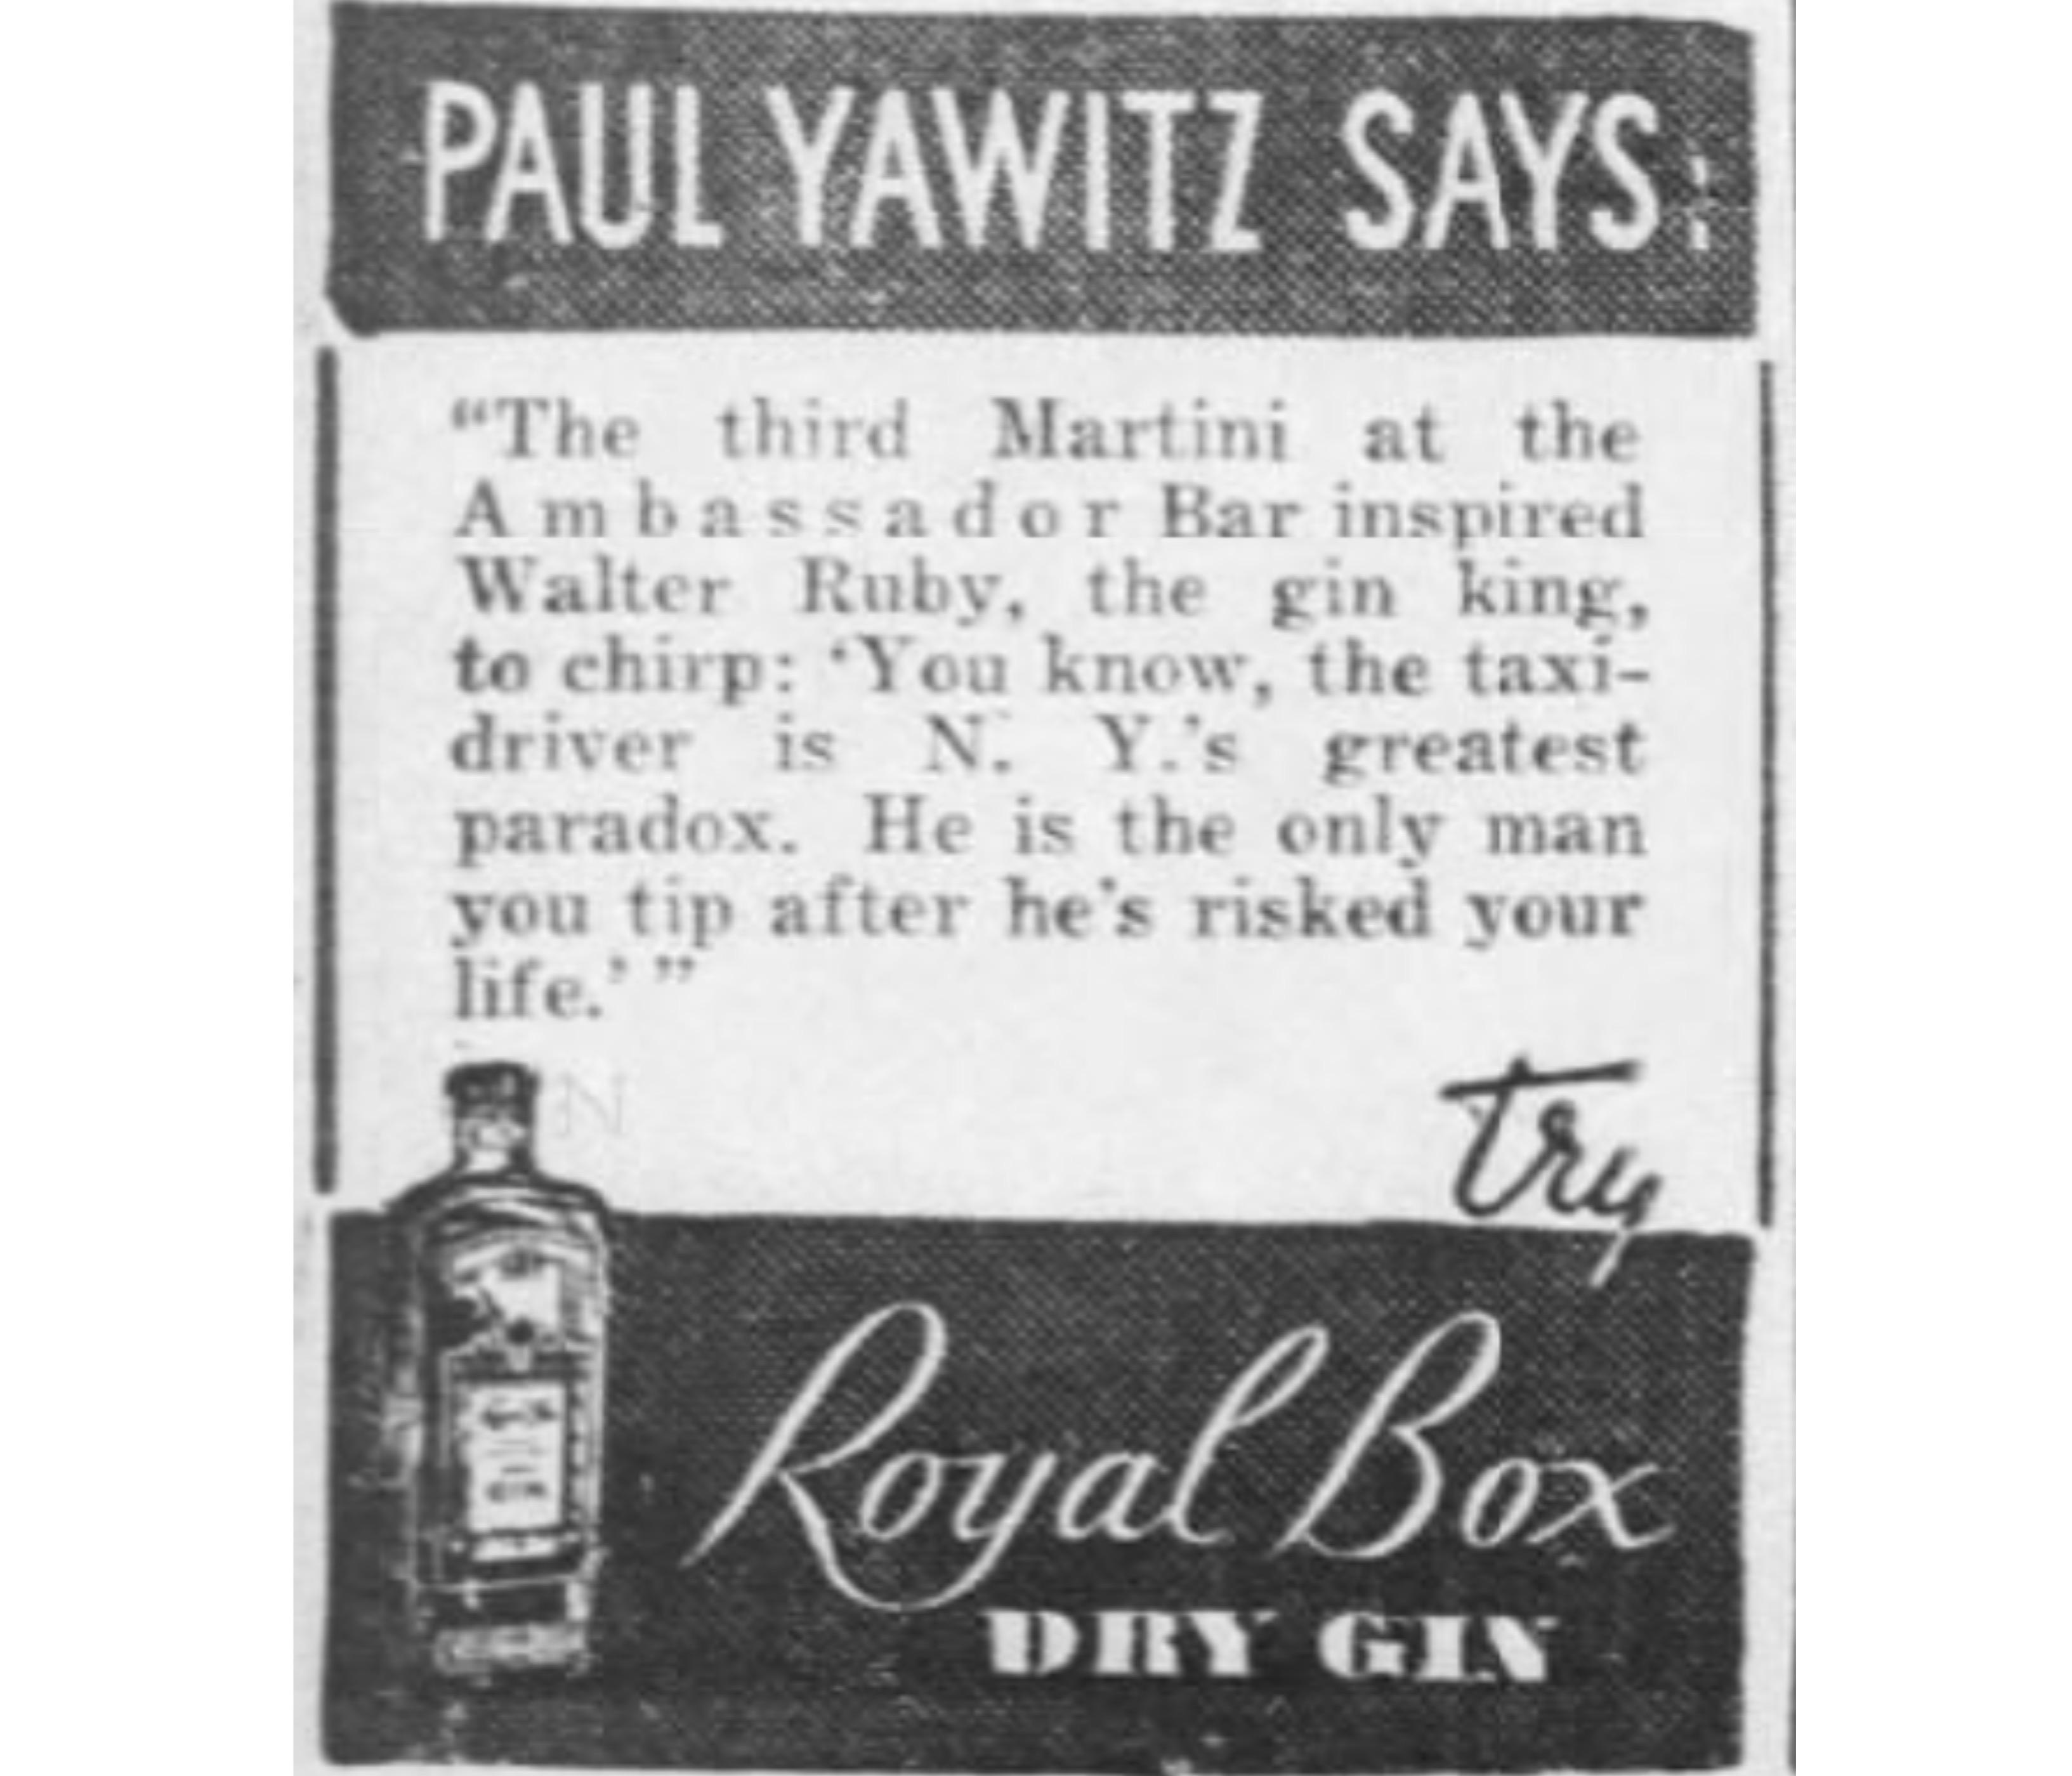 PAUL YAWITZ SAYS:
“The third Martini at the
Ambassador Bar inspired
Walter Ruby, the gin king,
to chirp: ‘You know, the taxi-
driver is N. Y.’s greatest
paradox. He is the only man
you tip after he’s risked your
life.’ ”
try
Royal Box
DRY GIN
GIN